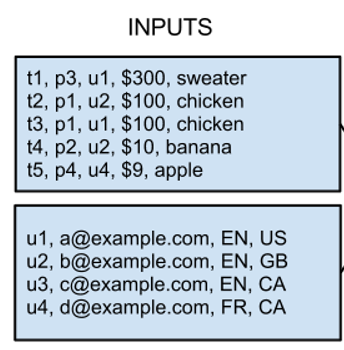 INPUTS
t1, p3, u1, $300, sweater
t2, p1, u2, $100, chicken
t3, p1, u1, $100, chicken
t4, p2, u2, $10, banana
t5, p4, u4, $9, apple
u1, a@example.com, EN, US
u2, b@example.com, EN, GB
u3, c@example.com, EN, CA
u4, d@example.com, FR, CA